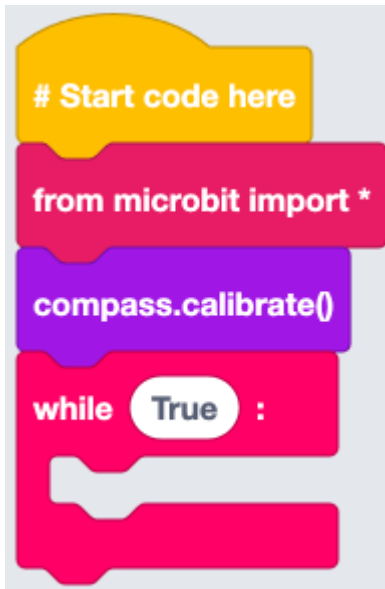 # Start code here
from microbit import *
compass.calibrate()
while True :